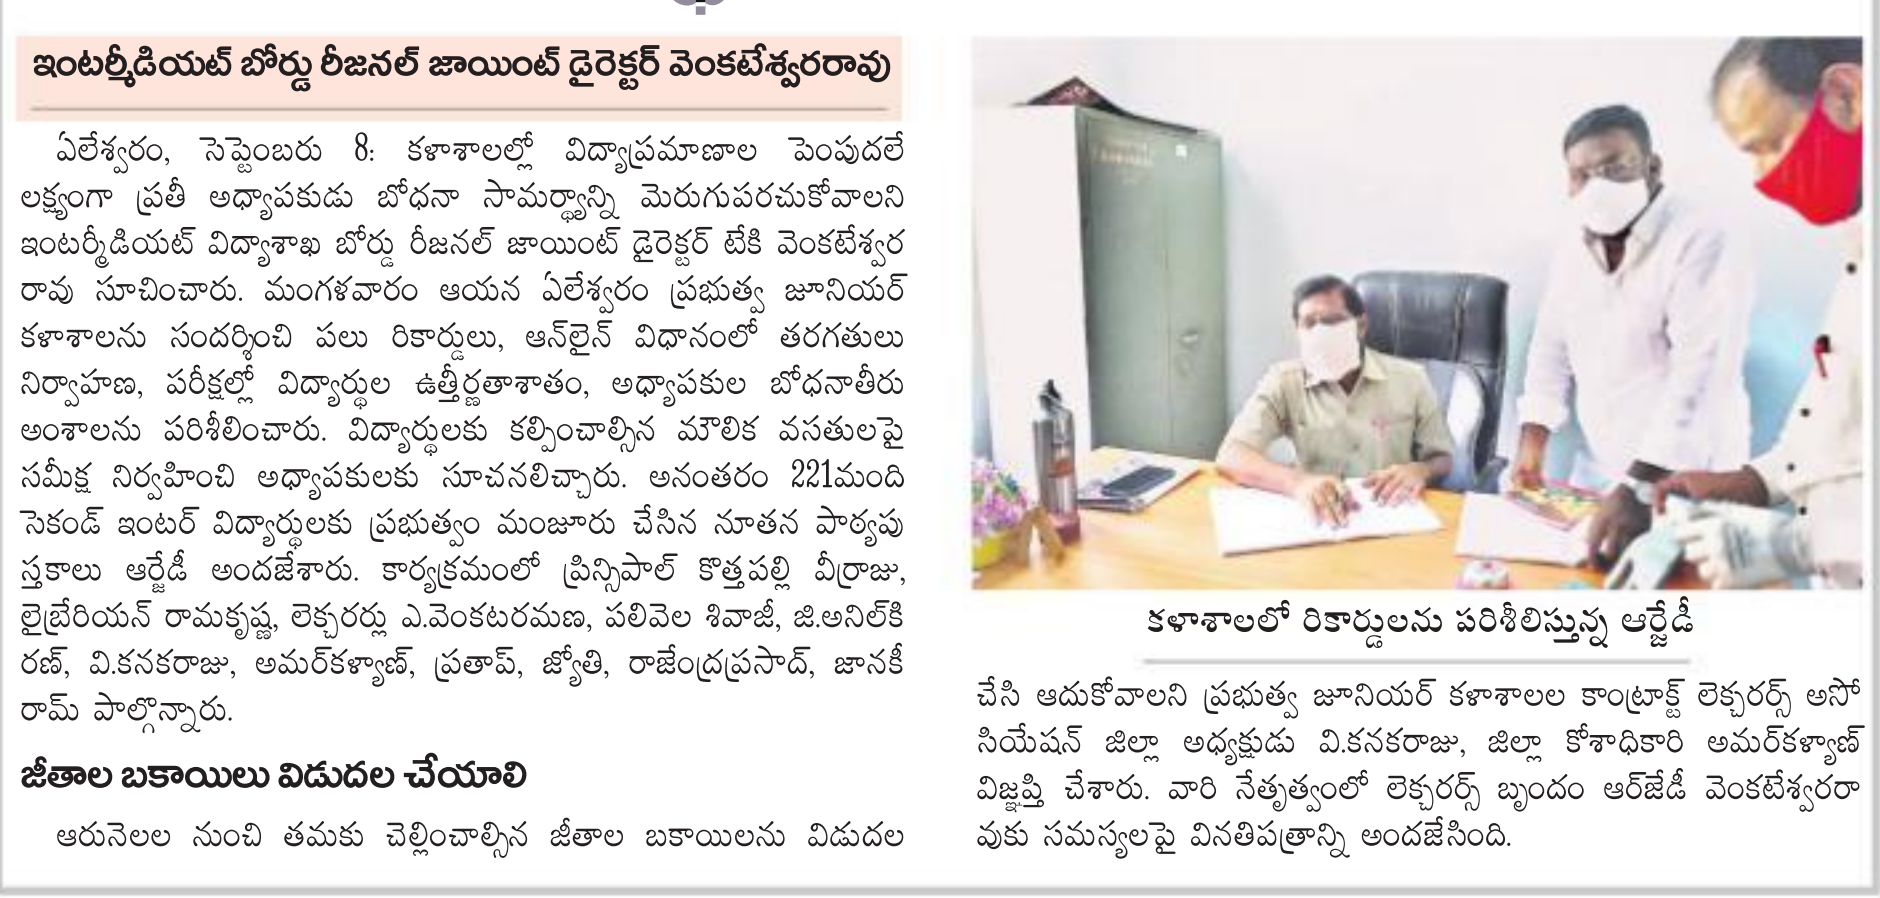 ఇంటర్మీడియట్ బోర్డు రీజనల్ జాయింట్ డైరెక్టర్ వెంకటేశ్వరరావు
ఏలేశ్వరం, సెప్టెంబరు 8: కళాశాలల్లో విద్యాప్రమాణాల పెంపుదలే
లక్ష్యంగా ప్రతీ అధ్యాపకుడు బోధనా సామర్థ్యాన్ని మెరుగుపరచుకోవాలని
ఇంటర్మీడియట్ విద్యాశాఖ బోర్డు రీజనల్ జాయింట్ డైరెక్టర్ టేకి వెంకటేశ్వర
రావు సూచించారు. మంగళవారం ఆయన ఏలేశ్వరం ప్రభుత్వ జూనియర్
కళాశాలను సందర్శించి పలు రికార్డులు, ఆన్‌లైన్ విధానంలో తరగతులు
నిర్వాహణ, పరీక్షల్లో విద్యార్థుల ఉత్తీర్ణతాశాతం, అధ్యాపకుల బోధనాతీరు
అంశాలను పరిశీలించారు. విద్యార్థులకు కల్పించాల్సిన మౌలిక వసతులపై
సమీక్ష నిర్వహించి అధ్యాపకులకు సూచనలిచ్చారు. అనంతరం 221మంది
సెకండ్ ఇంటర్ విద్యార్థులకు ప్రభుత్వం మంజూరు చేసిన నూతన పాఠ్యపు
స్తకాలు ఆర్జేడీ అందజేశారు. కార్యక్రమంలో ప్రిన్సిపాల్ కొత్తపల్లి వీర్రాజు,
లైబ్రేరియన్ రామకృష్ణ, లెక్చరర్లు ఎ.వెంకటరమణ, పలివెల శివాజీ, జి.అనిల్‌కి
రణ్, వి.కనకరాజు, అమర్‌కళ్యాణ్, ప్రతాప్, జ్యోతి, రాజేంద్రప్రసాద్, జానకీ
రామ్ పాల్గొన్నారు.
జీతాల బకాయిలు విడుదల చేయాలి
ఆరునెలల నుంచి తమకు చెల్లించాల్సిన జీతాల బకాయిలను విడుదల
కళాశాలలో రికార్డులను పరిశీలిస్తున్న ఆర్జేడీ
చేసి ఆదుకోవాలని ప్రభుత్వ జూనియర్ కళాశాలల కాంట్రాక్ట్ లెక్చరర్స్ అసో
సియేషన్ జిల్లా అధ్యక్షుడు వి.కనకరాజు, జిల్లా కోశాధికారి అమర్‌కళ్యాణ్
విజ్ఞప్తి చేశారు. వారి నేతృత్వంలో లెక్చరర్స్ బృందం ఆర్‌జేడీ వెంకటేశ్వరరా
వుకు సమస్యలపై వినతిపత్రాన్ని అందజేసింది.